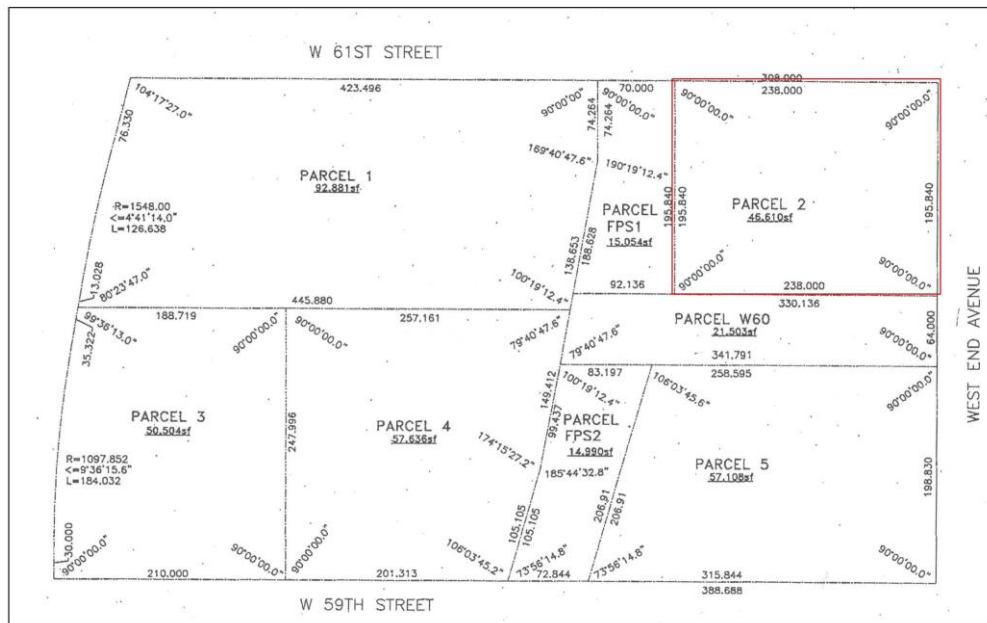 W 61ST STREET
308.000
423.496
70.000
238.000
104°17'27.0"
90°00'00"
90°00'00.0"
90°00'00.0"
90°00'00.0"
76.330
74.264
74.264
169°40'47.6"
190°19'12.4"
PARCEL 1
92.881sf
R=1548.00
<=4°41'14.0"
L=126.638
PARCEL
FPS1
15.054sf
195.840
195.840
PARCEL 2
46.610sf
195.840
138.653
188.628
13.028
80°23'47.0"
100°19'12.4"
90°00'00.0"
90°00'00.0"
92.136
238.000
445.880
330.136
188.719
257.161
99°36'13.0"
90°00'00.0"
90°00'00.0"
79°40'47.6"
79°40'47.6"
PARCEL W60
21.503sf
90°00'00.0"
64.000
WEST END AVENUE
35.322
341.791
83.197
258.595
100°19'12.4"
106°03'45.6"
90°00'00.0"
149.412
99.437
PARCEL 3
50.504sf
247.996
PARCEL 4
57.636sf
174°15'27.2"
PARCEL
FPS2
14.990sf
185°44'32.8"
PARCEL 5
57.108sf
198.830
R=1097.852
<=9°36'15.6"
L=184.032
206.91
206.91
105.105
105.105
30.000
90°00'00.0"
90°00'00.0"
90°00'00.0"
106°03'45.2"
73°56'14.8"
73°56'14.8"
90°00'00.0"
210.000
201.313
72.844
315.844
388.688
W 59TH STREET